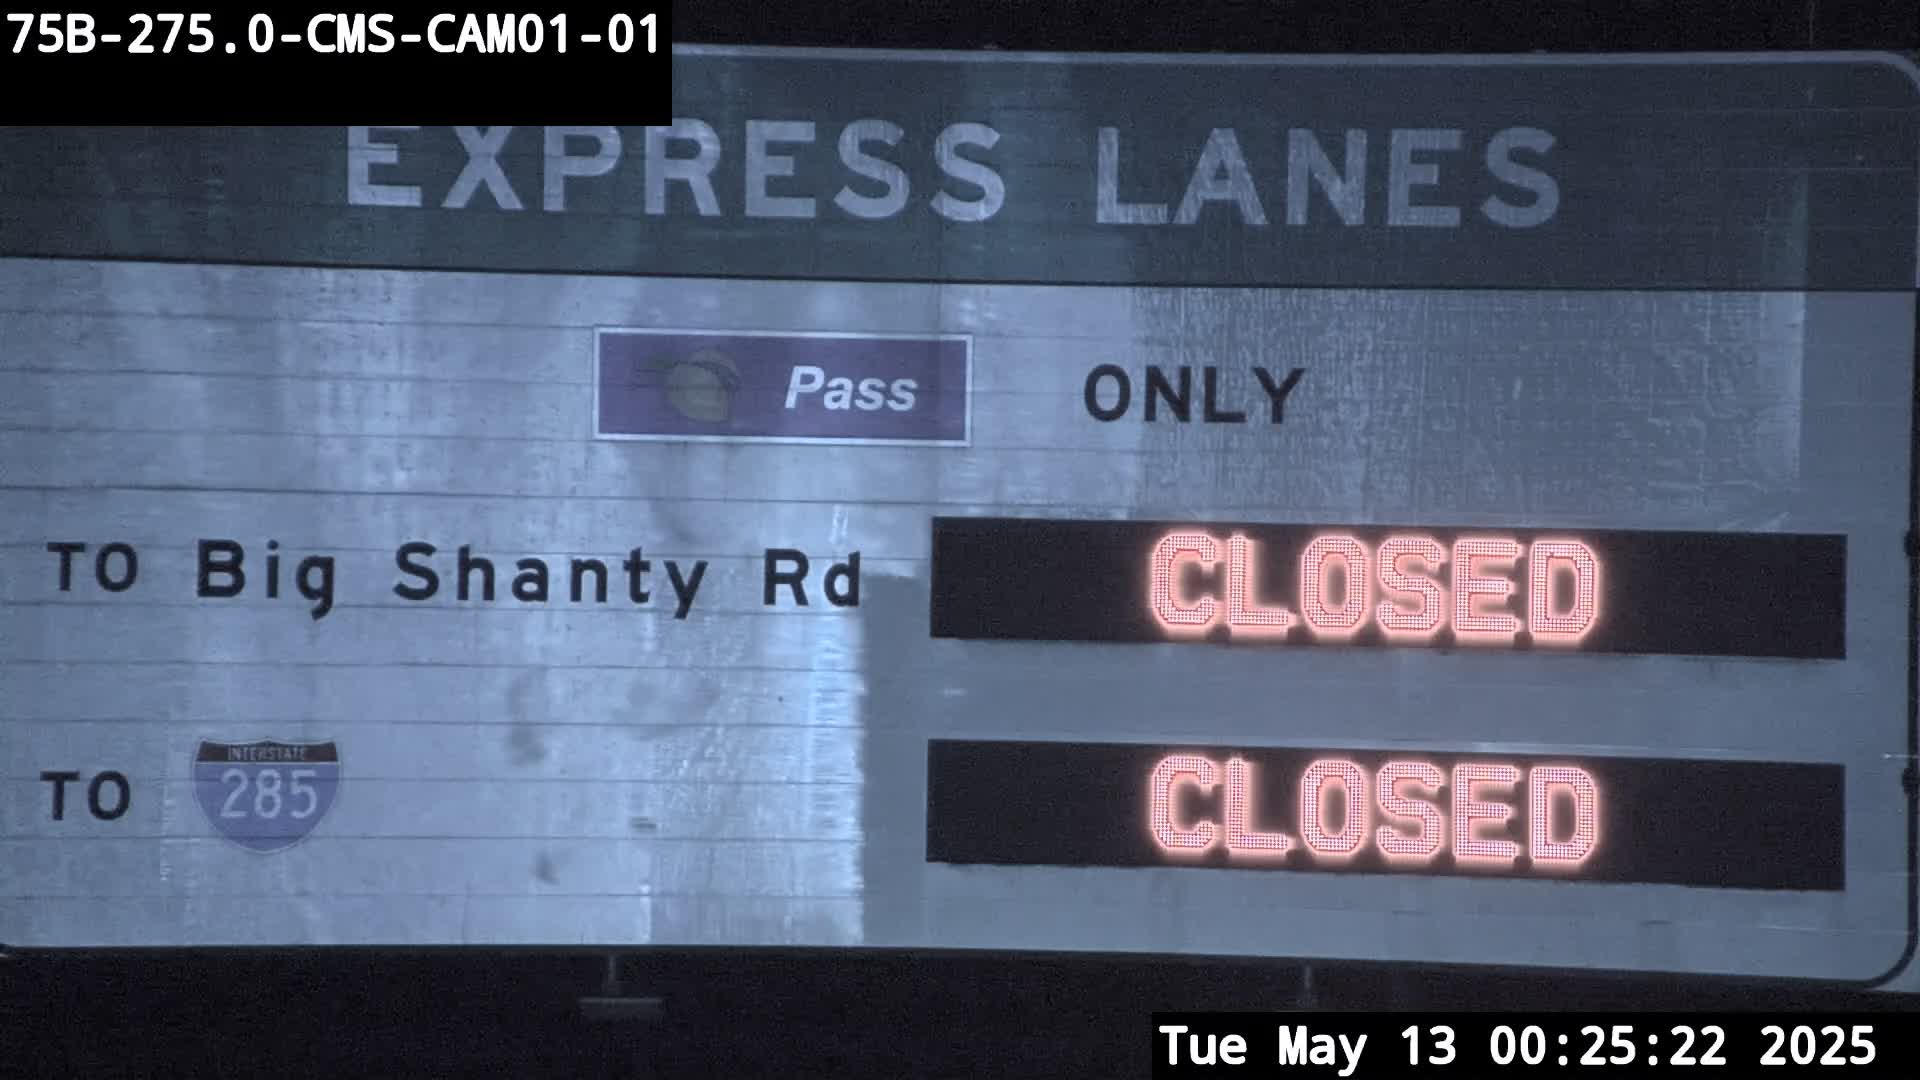 75B-275.0-CMS-CAM01-01
EXPRESS LANES
Pass ONLY
TO Big Shanty Rd CLOSED
INTERSTATE
TO 285 CLOSED
Tue May 13 00:25:22 2025